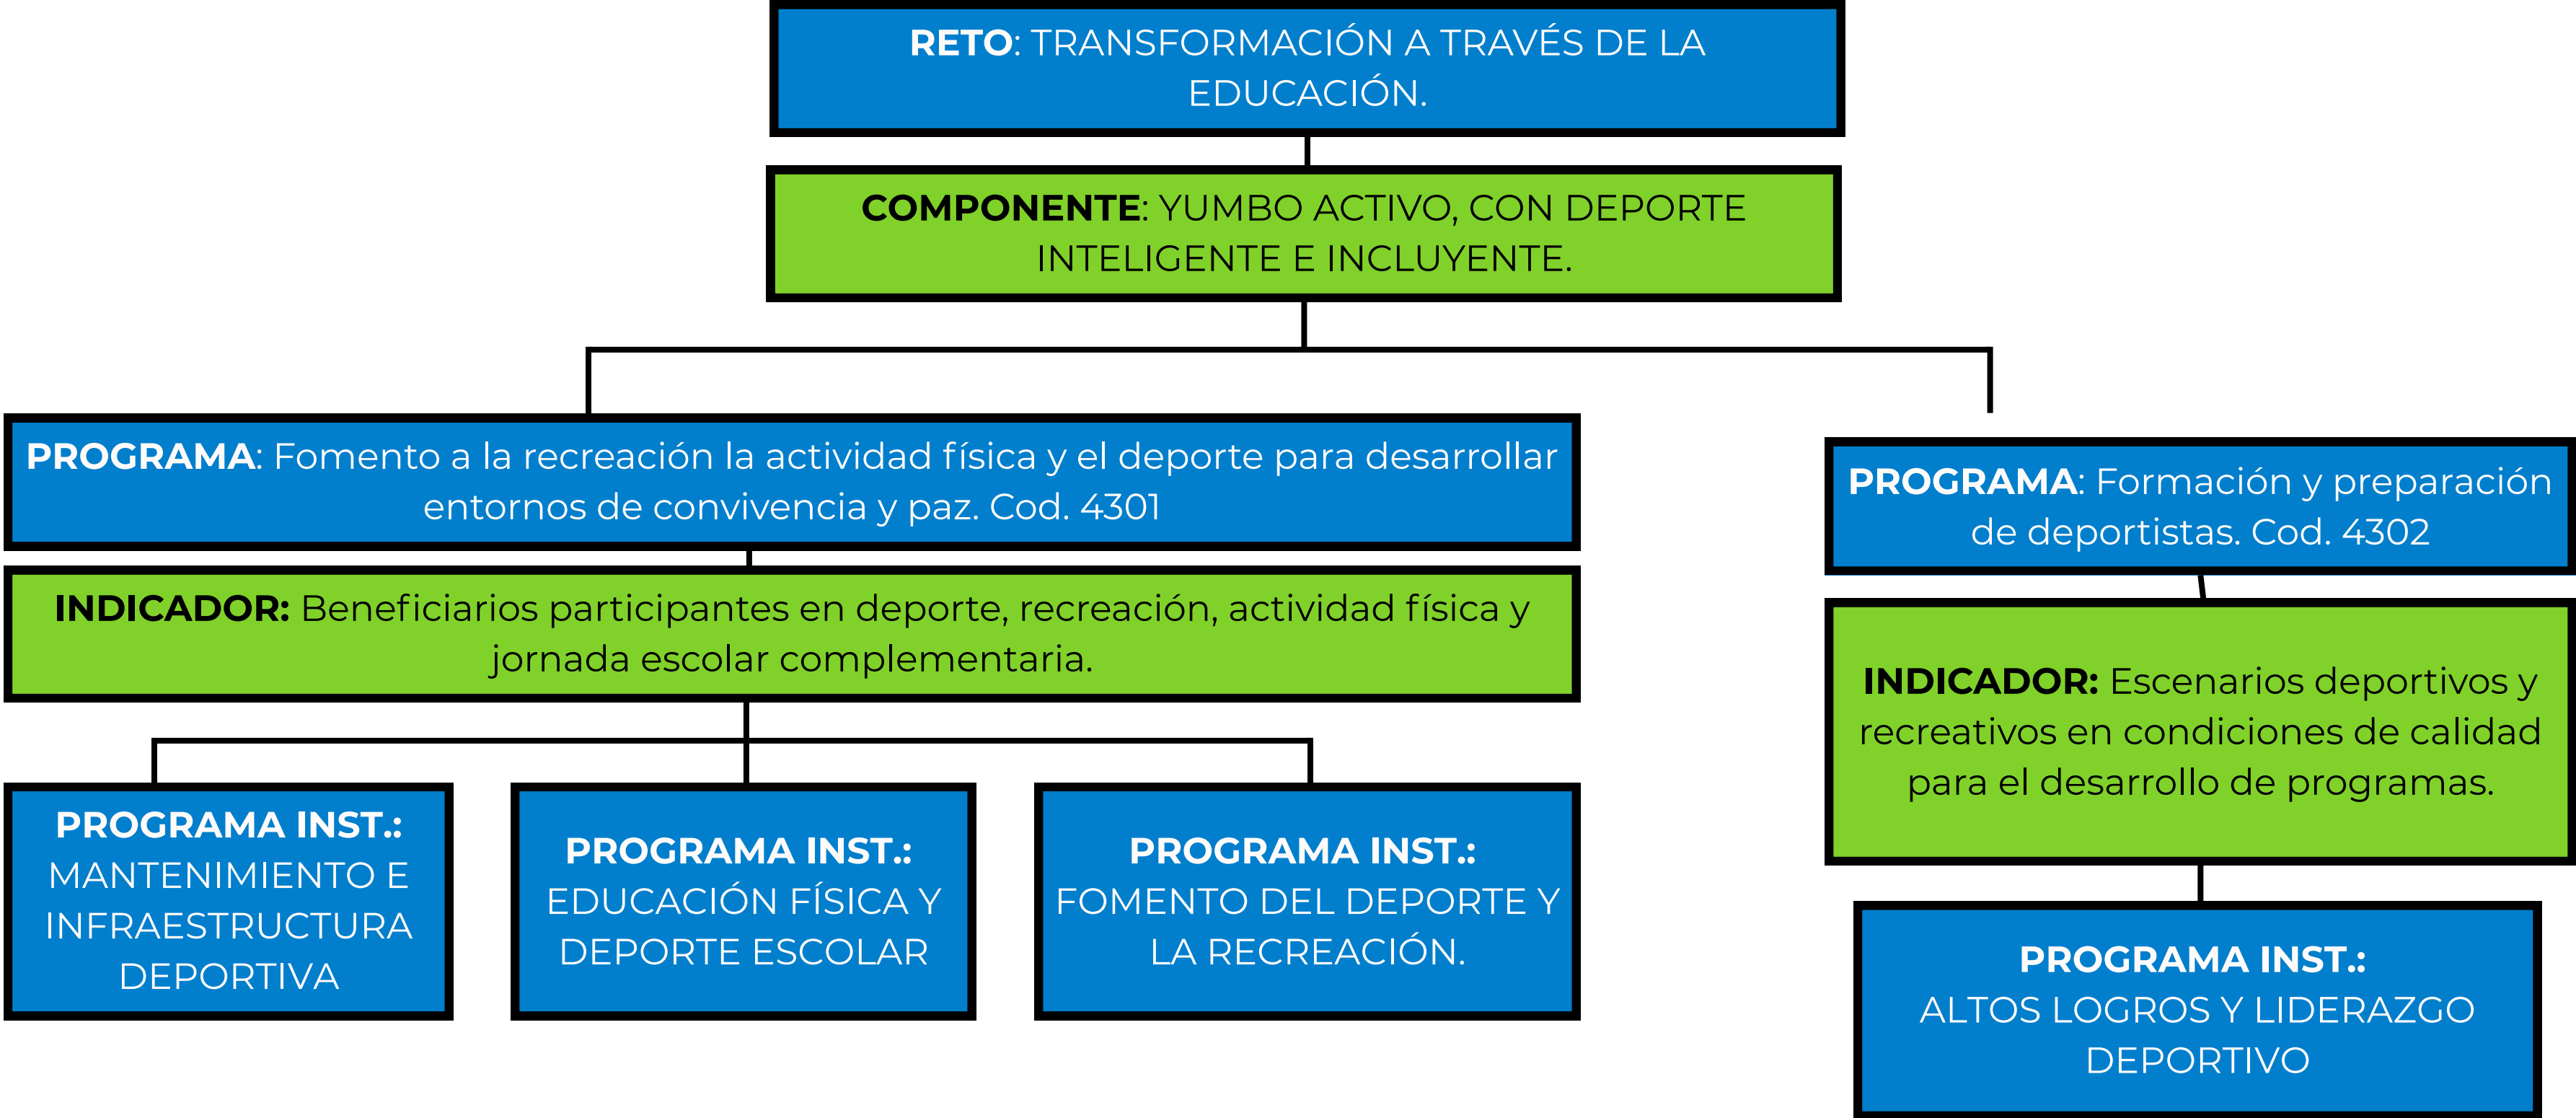 RETO: TRANSFORMACIÓN A TRAVÉS DE LA
EDUCACIÓN.
COMPONENTE: YUMBO ACTIVO, CON DEPORTE
INTELIGENTE E INCLUYENTE.
PROGRAMA: Fomento a la recreación la actividad física y el deporte para desarrollar
entornos de convivencia y paz. Cod. 4301
INDICADOR: Beneficiarios participantes en deporte, recreación, actividad física y
jornada escolar complementaria.
PROGRAMA INST.:
MANTENIMIENTO E
INFRAESTRUCTURA
DEPORTIVA
PROGRAMA INST.:
EDUCACIÓN FÍSICA Y
DEPORTE ESCOLAR
PROGRAMA INST.:
FOMENTO DEL DEPORTE Y
LA RECREACIÓN.
PROGRAMA: Formación y preparación
de deportistas. Cod. 4302
INDICADOR: Escenarios deportivos y
recreativos en condiciones de calidad
para el desarrollo de programas.
PROGRAMA INST.:
ALTOS LOGROS Y LIDERAZGO
DEPORTIVO